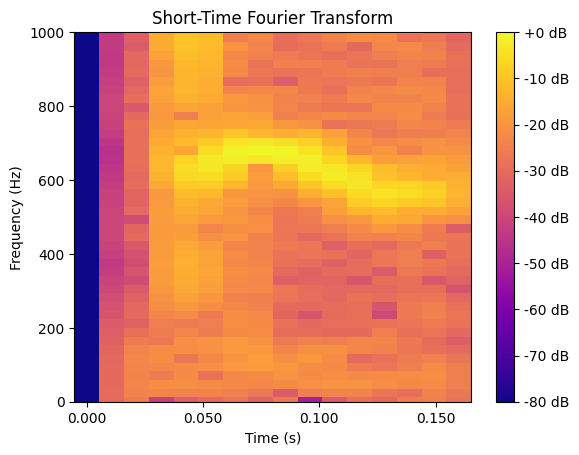 Short-Time Fourier Transform
1000
800
600
400
200
0
Frequency (Hz)
0.000
0.050
0.100
0.150
Time (s)
+0 dB
-10 dB
-20 dB
-30 dB
-40 dB
-50 dB
-60 dB
-70 dB
-80 dB